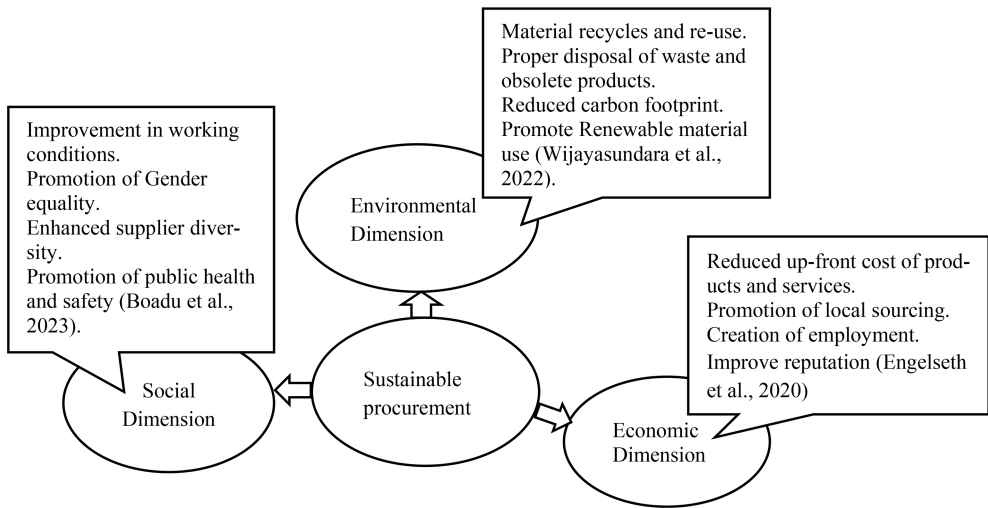 Material recycles and re-use.
Proper disposal of waste and
obsolete products.
Reduced carbon footprint.
Promote Renewable material
use (Wijayasundara et al.,
2022).
Improvement in working
conditions.
Promotion of Gender
equality.
Enhanced supplier diver-
sity.
Promotion of public health
and safety (Boadu et al.,
2023).
Environmental
Dimension
Reduced up-front cost of prod-
ucts and services.
Promotion of local sourcing.
Creation of employment.
Improve reputation (Engelseth
et al., 2020)
Social
Dimension
Sustainable
procurement
Economic
Dimension